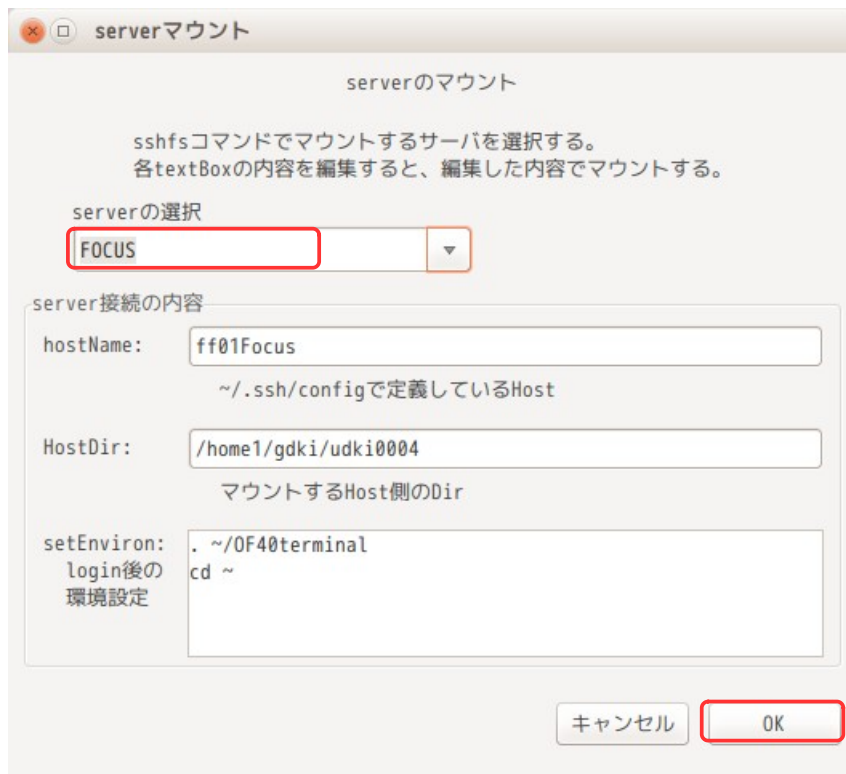 serverマウント
serverのマウント
sshfsコマンドでマウントするサーバを選択する。
各textBoxの内容を編集すると、編集した内容でマウントする。
serverの選択
FOCUS
server接続の内容
hostName:
ff01Focus
~/.ssh/configで定義しているHost
HostDir:
/home1/gdki/udki0004
マウントするHost側のDir
setEnviron:
login後の
環境設定
. ~/OF40terminal
cd ~
キャンセル
OK